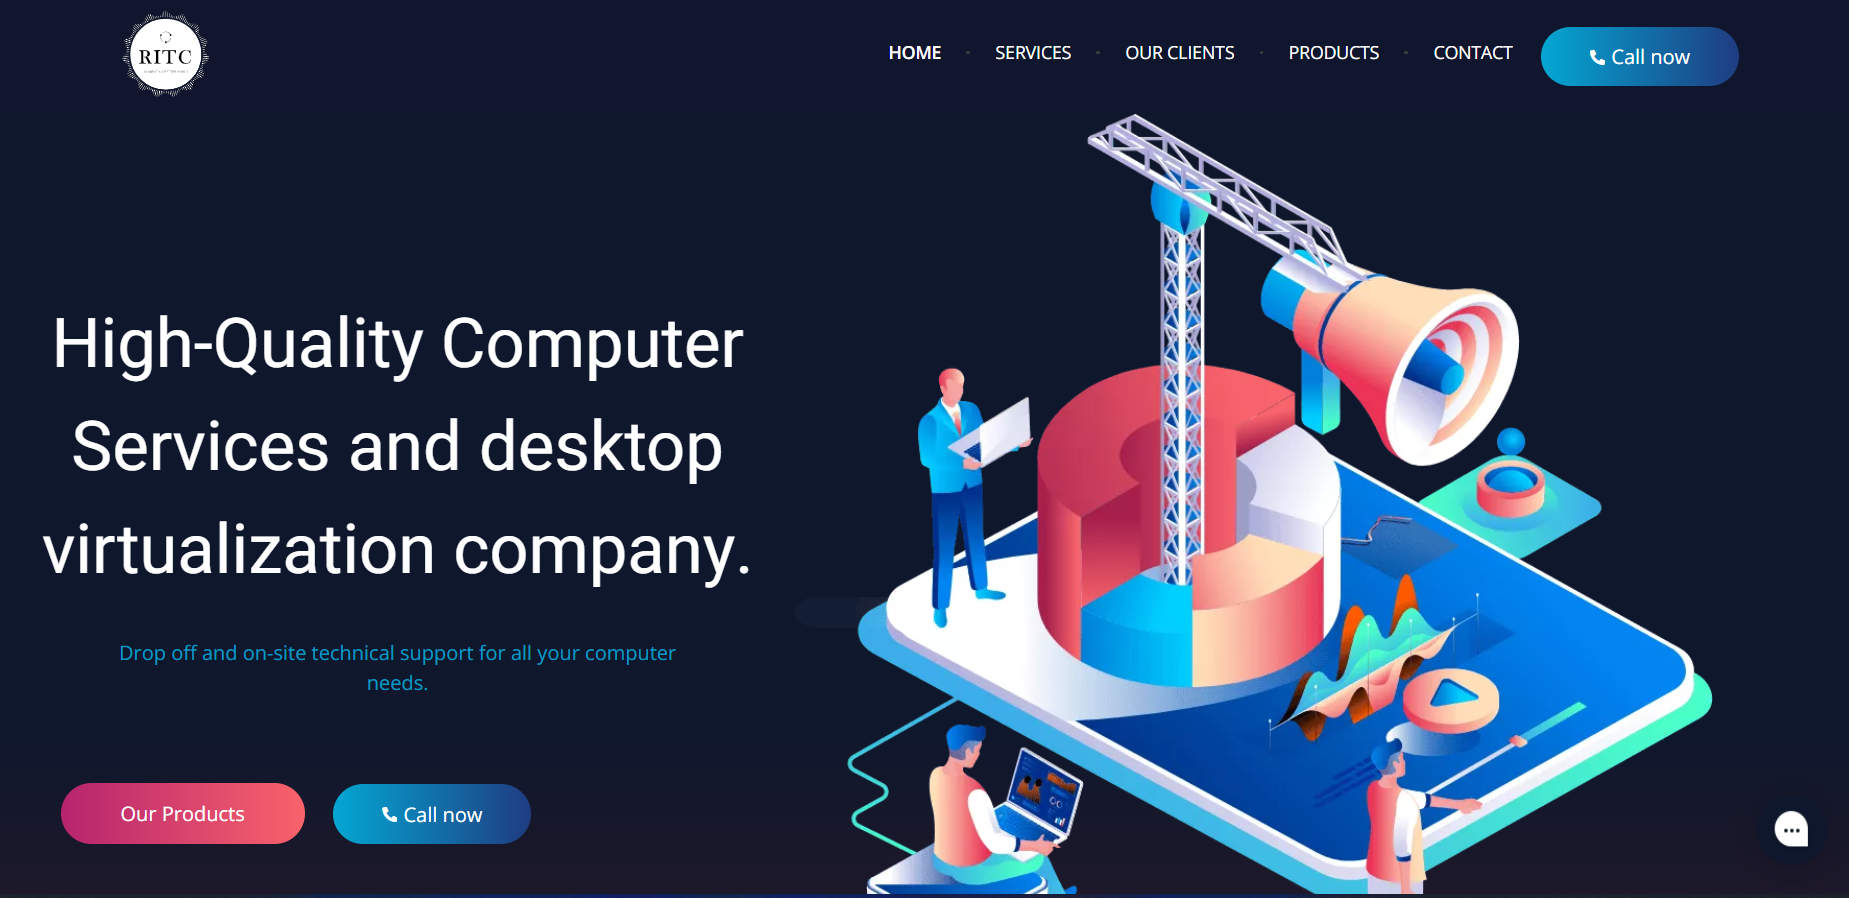 RITC
HOME
SERVICES
OUR CLIENTS
PRODUCTS
CONTACT
Call now
High-Quality Computer
Services and desktop
virtualization company.
Drop off and on-site technical support for all your computer
needs.
Our Products
Call now